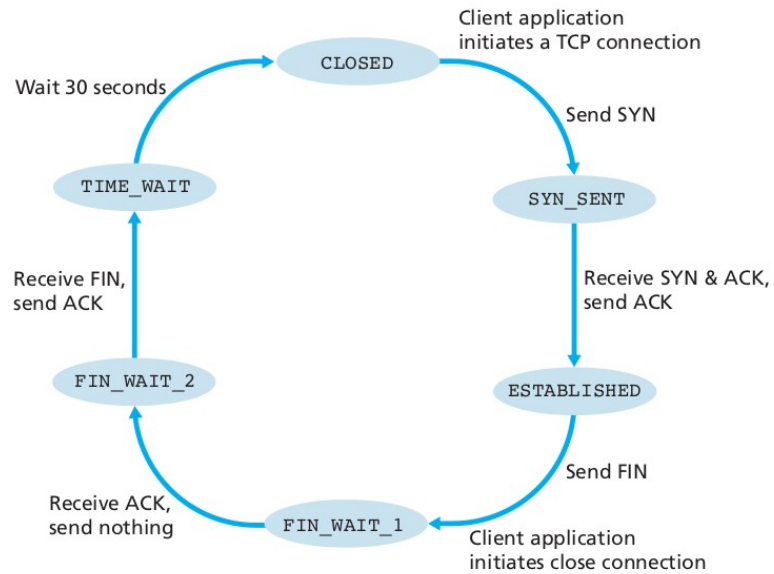 Client application
initiates a TCP connection
CLOSED
Wait 30 seconds
Send SYN
TIME_WAIT
SYN_SENT
Receive FIN,
send ACK
Receive SYN & ACK,
send ACK
FIN_WAIT_2
ESTABLISHED
Send FIN
Receive ACK,
send nothing
FIN_WAIT_1
Client application
initiates close connection